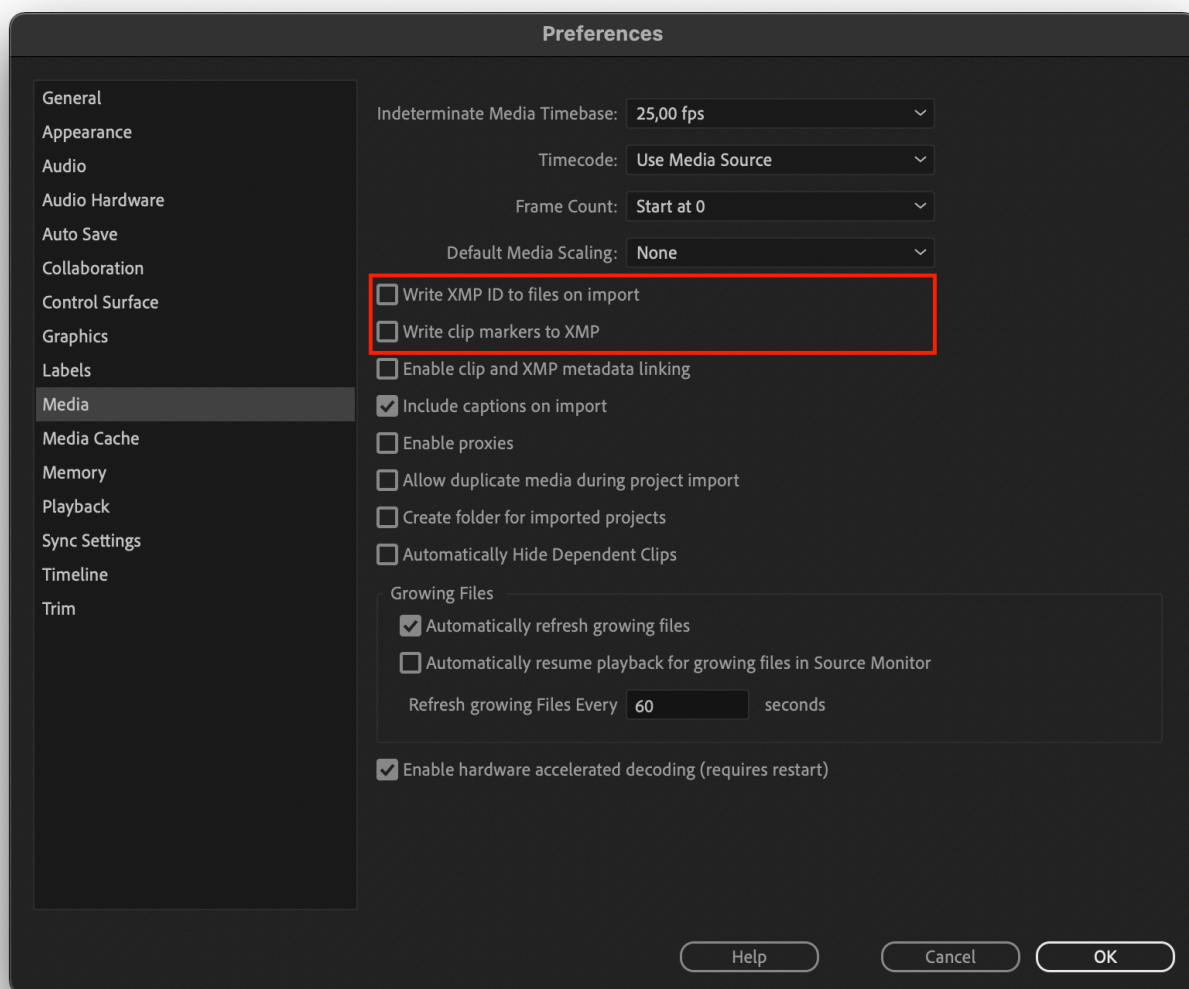 Preferences
General
Appearance
Audio
Audio Hardware
Auto Save
Collaboration
Control Surface
Graphics
Labels
Media
Media Cache
Memory
Playback
Sync Settings
Timeline
Trim
Indeterminate Media Timebase: 25,00 fps
Timecode: Use Media Source
Frame Count: Start at 0
Default Media Scaling: None
Write XMP ID to files on import
Write clip markers to XMP
Enable clip and XMP metadata linking
Include captions on import
Enable proxies
Allow duplicate media during project import
Create folder for imported projects
Automatically Hide Dependent Clips
Growing Files
Automatically refresh growing files
Automatically resume playback for growing files in Source Monitor
Refresh growing Files Every 60 seconds
Enable hardware accelerated decoding (requires restart)
Help Cancel OK